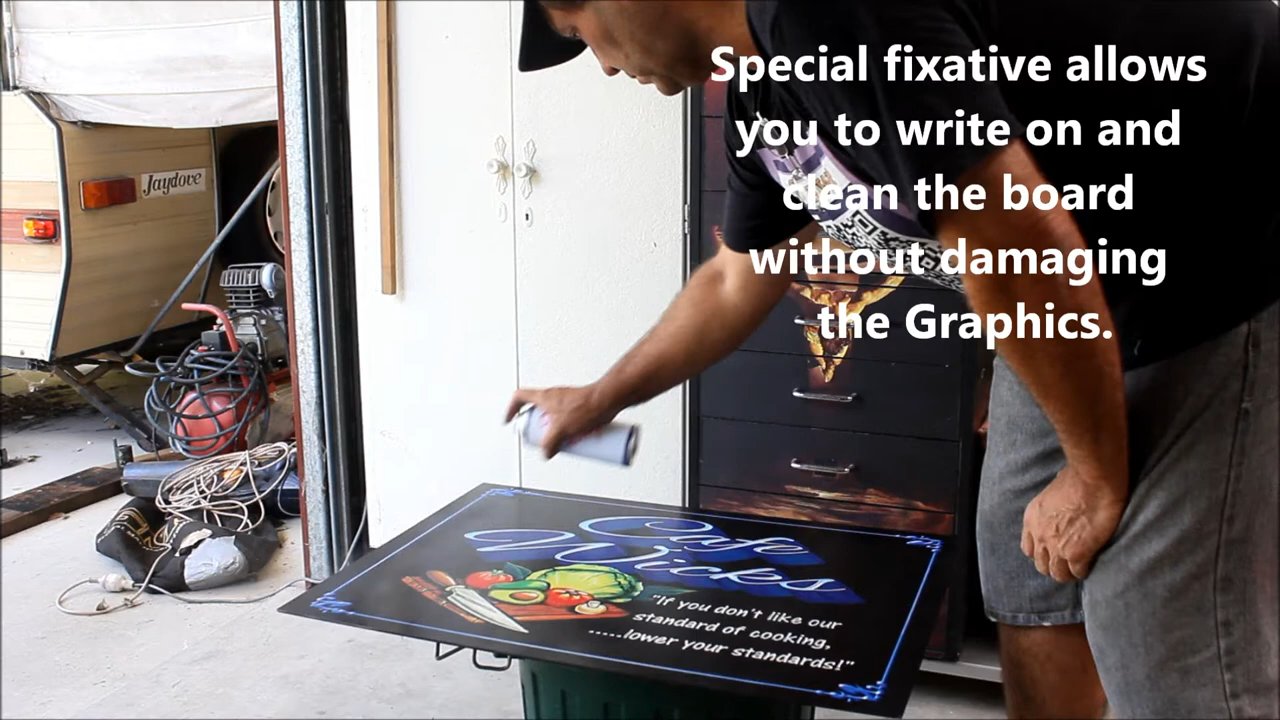 Special fixative allows
you to write on and
clean the board
without damaging
the Graphics.
Jaydove
Cafe
Wicks
"If you don't like our
standard of cooking,
.....lower your standards!"